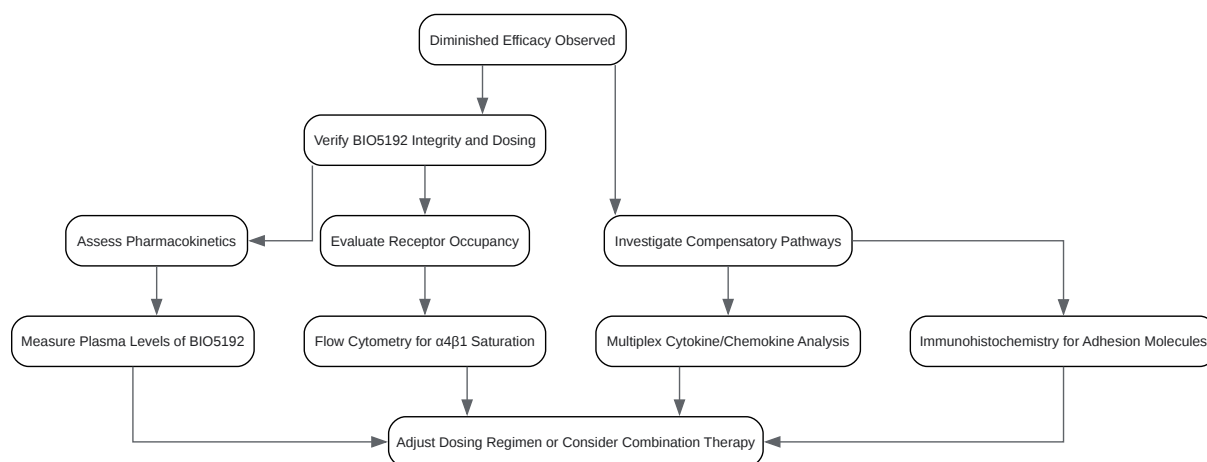 Diminished Efficacy Observed
Verify BIO5192 Integrity and Dosing
Assess Pharmacokinetics
Evaluate Receptor Occupancy
Investigate Compensatory Pathways
Measure Plasma Levels of BIO5192
Flow Cytometry for α4β1 Saturation
Multiplex Cytokine/Chemokine Analysis
Immunohistochemistry for Adhesion Molecules
Adjust Dosing Regimen or Consider Combination Therapy